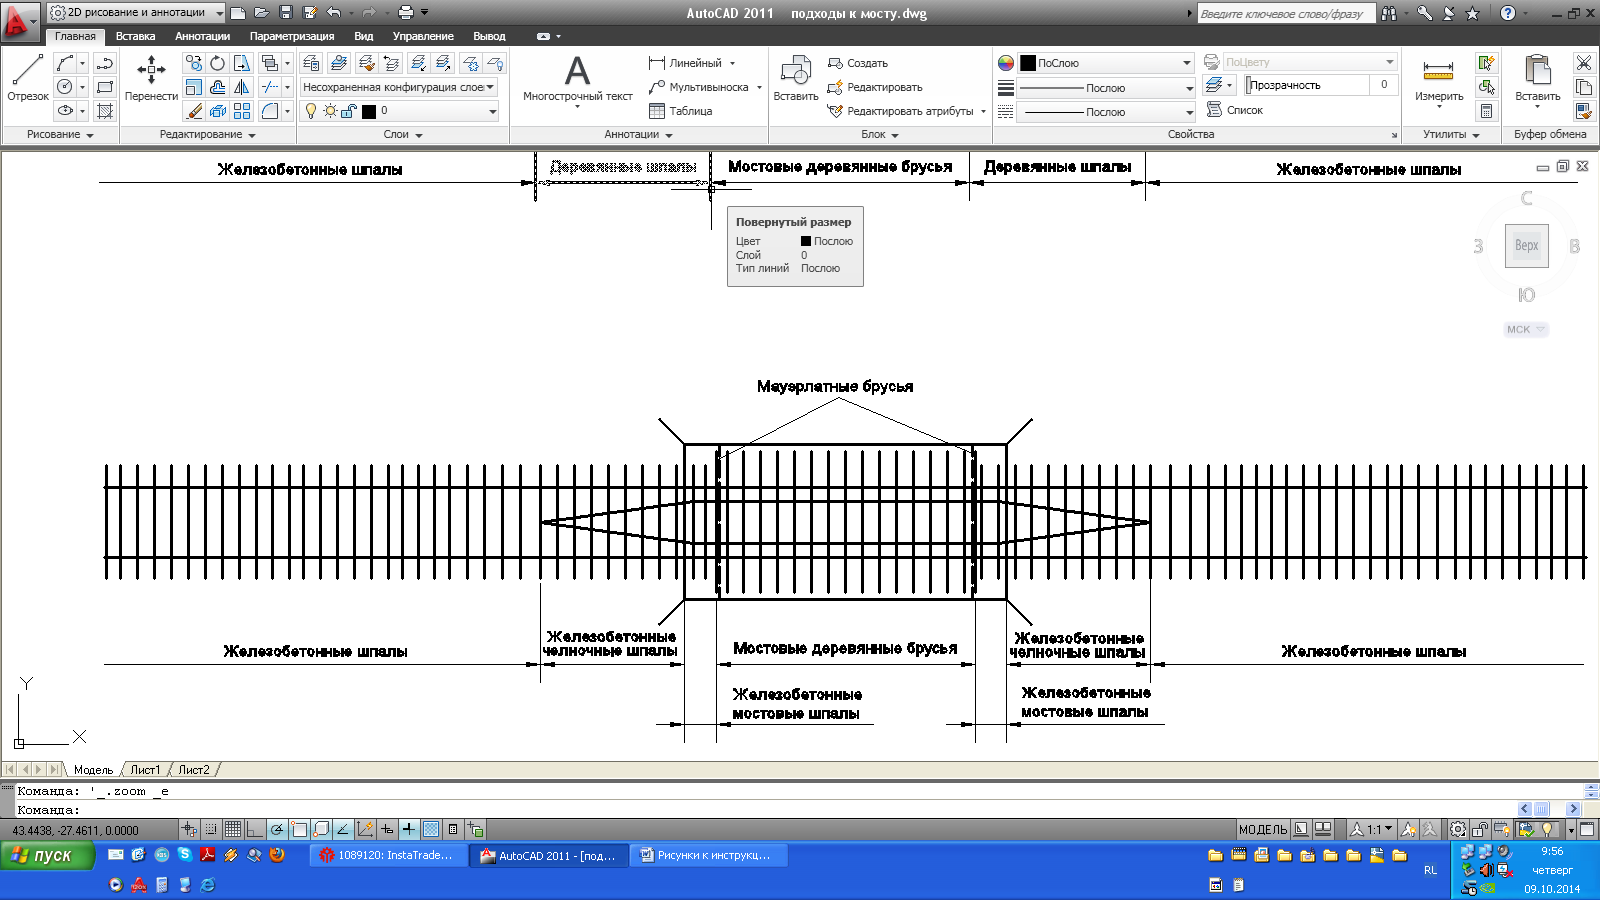 2D рисование и аннотации
AutoCAD 2011 подходы к мосту.dwg
Введите ключевое слово/фразу
Главная Вставка Аннотации Параметризация Вид Управление Вывод
Отрезок
Перенести
Несохраненная конфигурация слоев
0
Многострочный текст
Линейный
Мультивыноска
Таблица
Вставить
Создать
Редактировать
Редактировать атрибуты
ПоСлою
Послою
Послою
ПоЦвету
Прозрачность 0
Список
Измерить
Вставить
Рисование Редактирование Слои Аннотации Блок Свойства Утилиты Буфер обмена
Железобетонные шпалы Деревянные шпалы Мостовые деревянные брусья Деревянные шпалы Железобетонные шпалы
Повернутый размер
Цвет Послою
Слой 0
Тип линий Послою
С
З Верх В
Ю
МСК
Мауэрлатные брусья
Железобетонные шпалы
Железобетонные
челночные шпалы
Мостовые деревянные брусья
Железобетонные
челночные шпалы
Железобетонные шпалы
Железобетонные
мостовые шпалы
Железобетонные
мостовые шпалы
Y
X
Модель Лист1 Лист2
Команда: '_.zoom _e
Команда:
43.4438, -27.4611, 0.0000
МОДЕЛЬ
1:1
пуск
1089120: InstaTrade...
AutoCAD 2011 - [под...
Рисунки к инструкц...
RL
9:56
четверг
09.10.2014